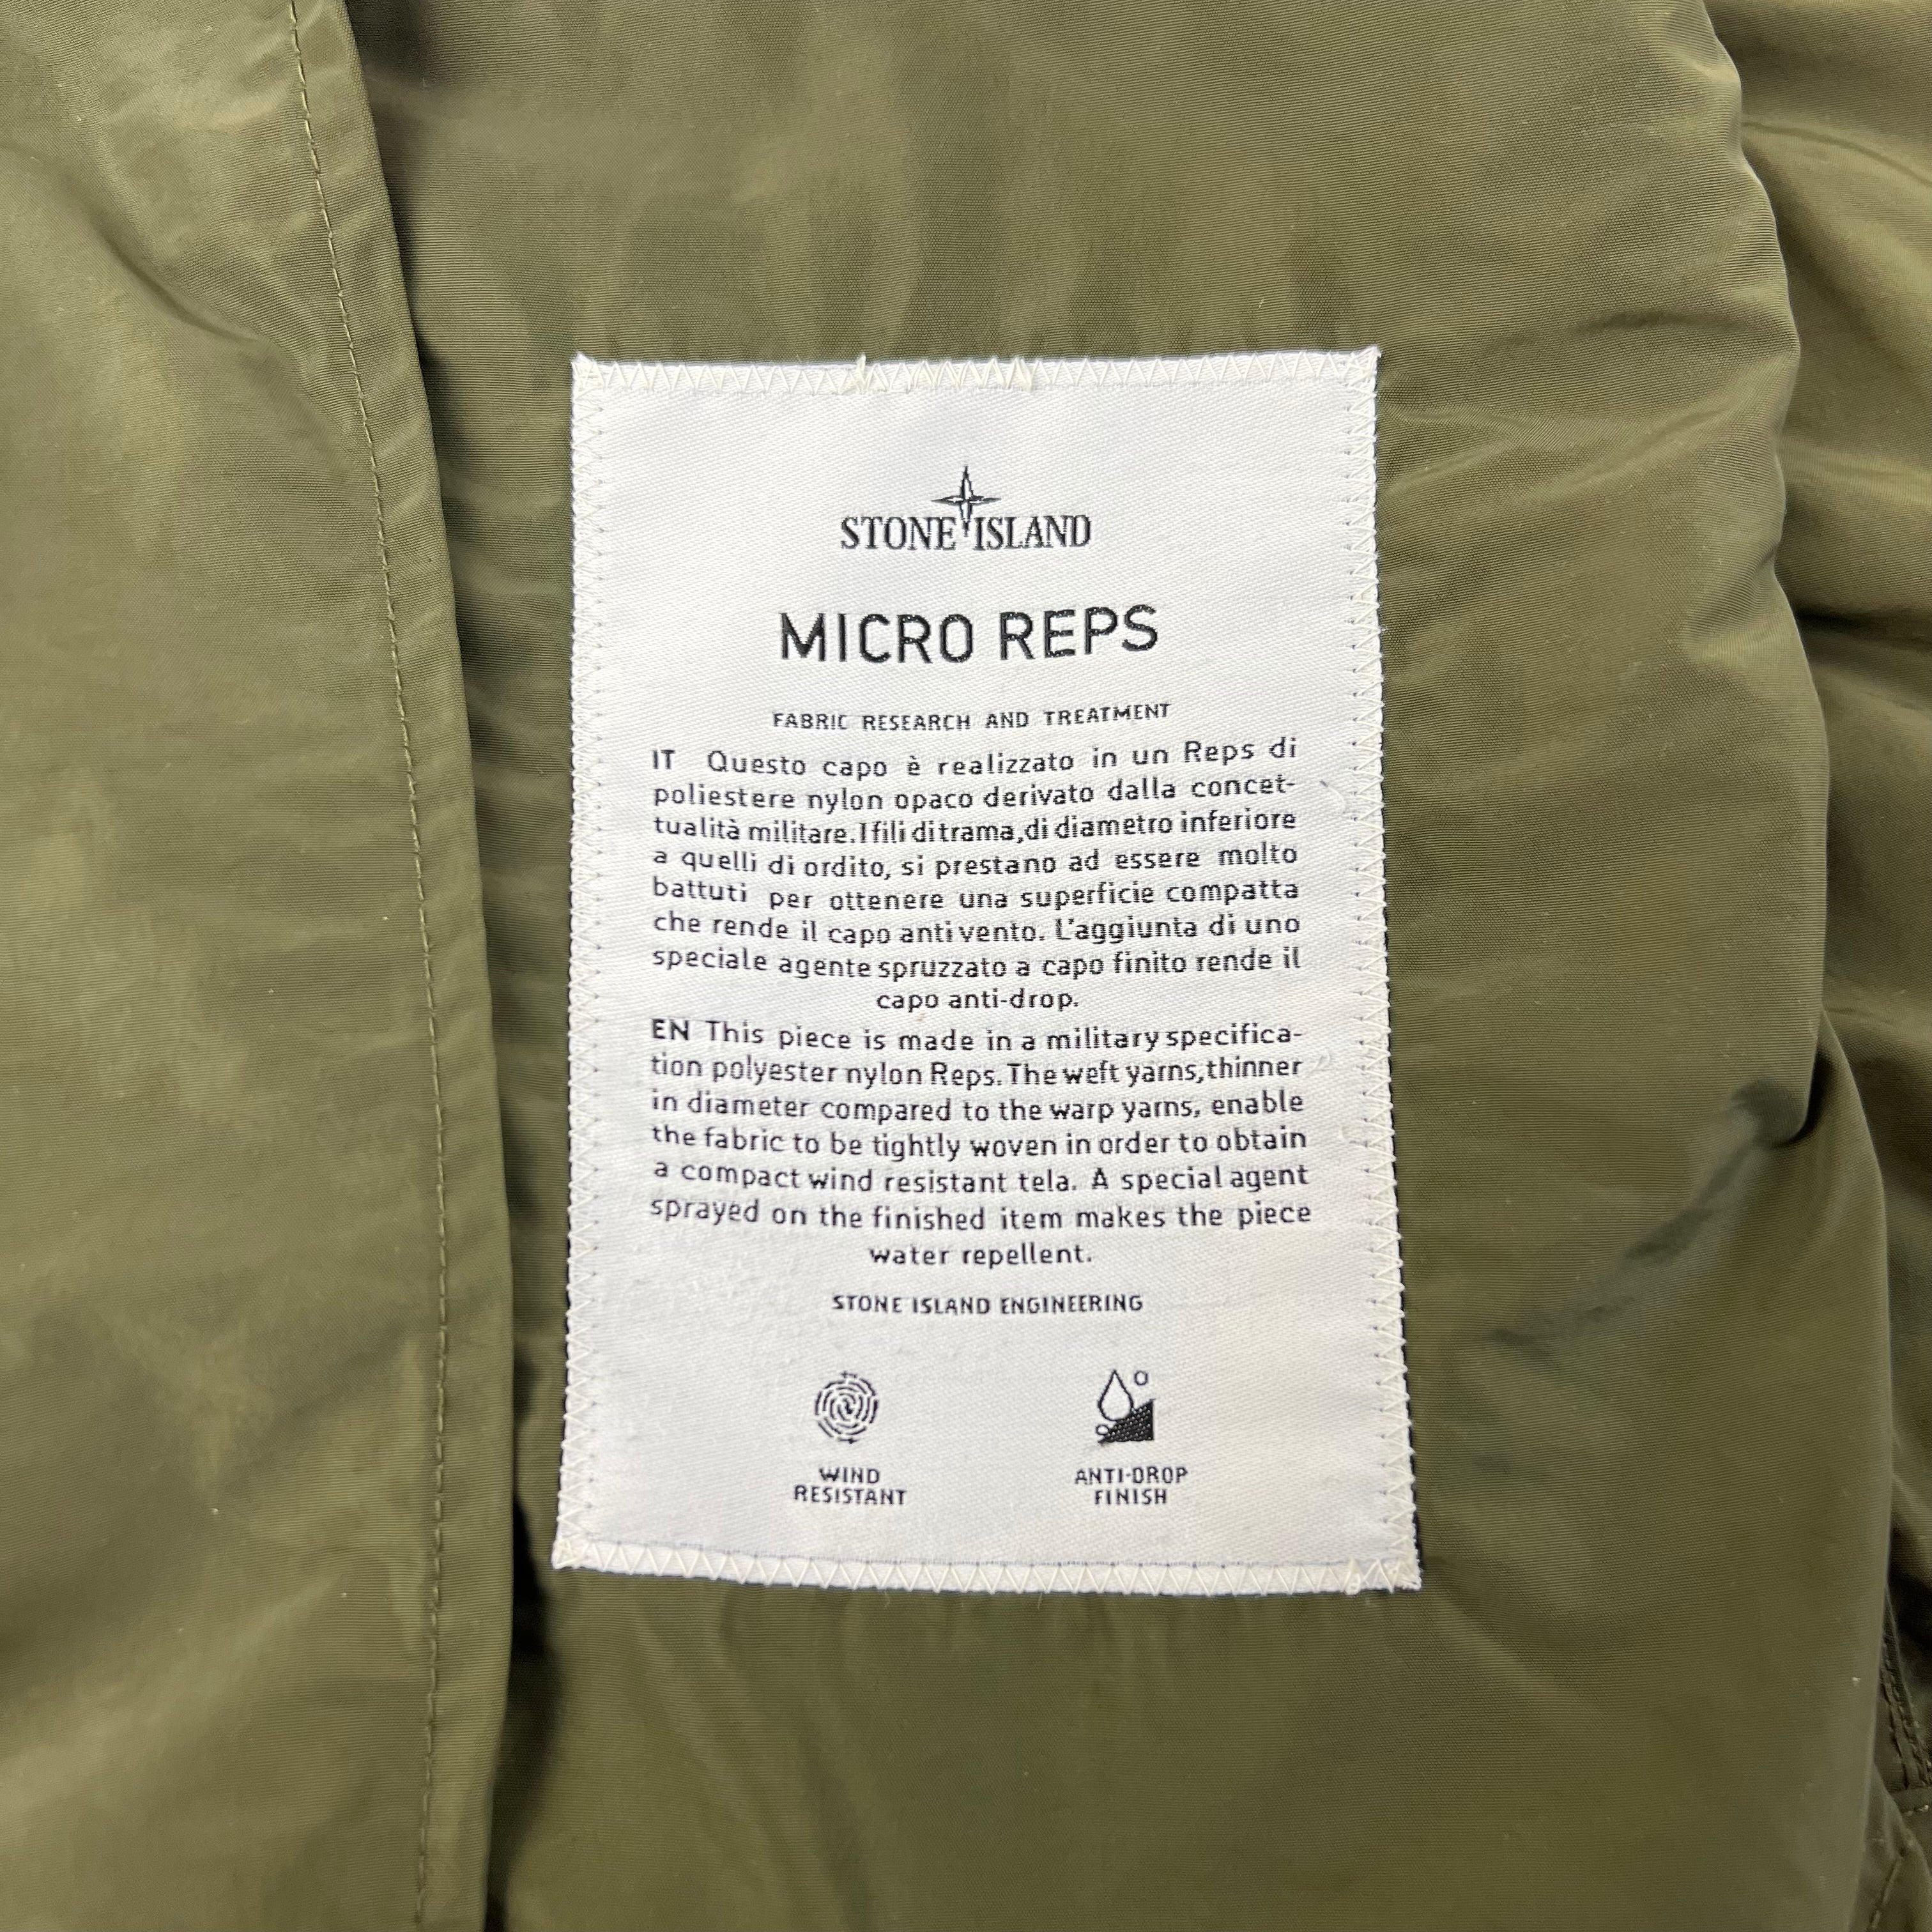 STONE ISLAND
MICRO REPS
FABRIC RESEARCH AND TREATMENT
IT Questo capo è realizzato in un Reps di
poliestere nylon opaco derivato dalla concet-
tualità militare. I fili di trama, di diametro inferiore
a quelli di ordito, si prestano ad essere molto
battuti per ottenere una superficie compatta
che rende il capo anti vento. L'aggiunta di uno
speciale agente spruzzato a capo finito rende il
capo anti-drop.
EN This piece is made in a military specifica-
tion polyester nylon Reps. The weft yarns, thinner
in diameter compared to the warp yarns, enable
the fabric to be tightly woven in order to obtain
a compact wind resistant tela. A special agent
sprayed on the finished item makes the piece
water repellent.
STONE ISLAND ENGINEERING
WIND
RESISTANT
ANTI-DROP
FINISH